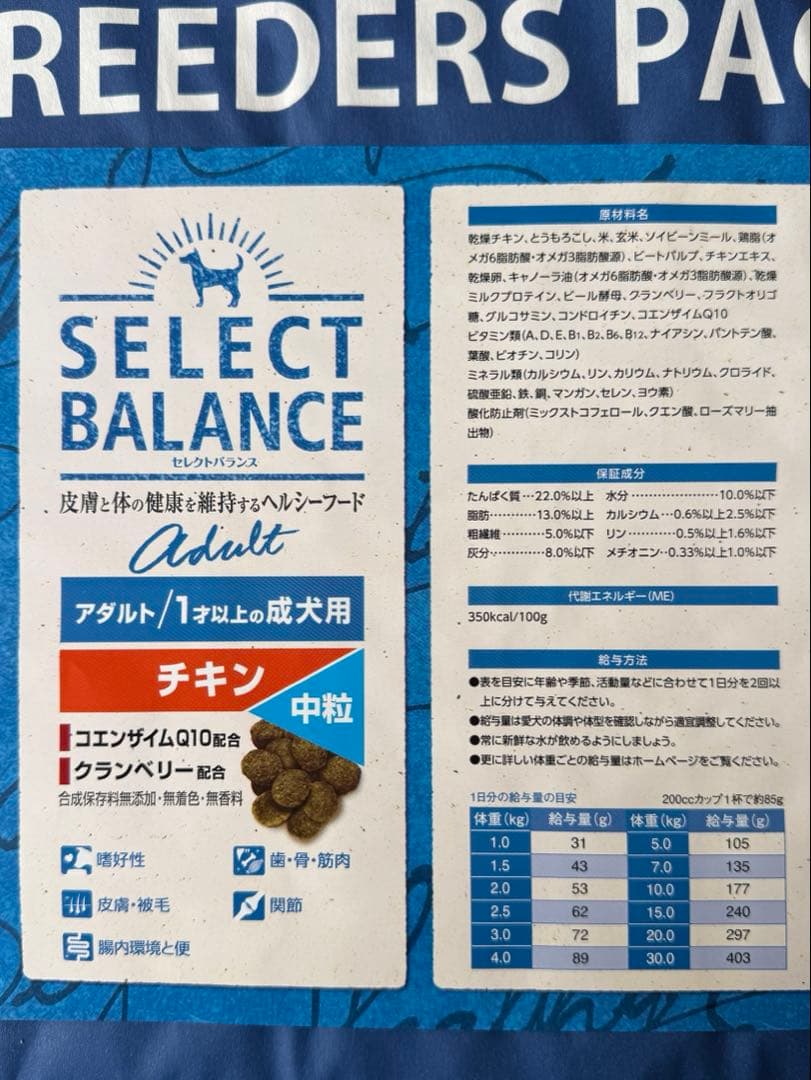 REEDERS PA
SELECT
BALANCE
セレクトバランス
皮膚と体の健康を維持するヘルシーフード
adult
アダルト/1才以上の成犬用
チキン
中粒
コエンザイムQ10配合
クランベリー配合
合成保存料無添加・無着色・無香料
嗜好性
歯・骨・筋肉
皮膚・被毛
関節
腸内環境と便
原材料名
乾燥チキン、とうもろこし、米、玄米、ソイビーンミール、鶏脂(オ
メガ6脂肪酸・オメガ3脂肪酸源)、ビートパルプ、チキンエキス、
乾燥卵、キャノーラ油(オメガ6脂肪酸・オメガ3脂肪酸源)、乾燥
ミルクプロテイン、ビール酵母、クランベリー、フラクトオリゴ
糖、グルコサミン、コンドロイチン、コエンザイムQ10
ビタミン類(A、D、E、B1、B2、B6、B12、ナイアシン、パントテン酸、
葉酸、ビオチン、コリン)
ミネラル類(カルシウム、リン、カリウム、ナトリウム、クロライド、
硫酸亜鉛、鉄、銅、マンガン、セレン、ヨウ素)
酸化防止剤(ミックストコフェロール、クエン酸、ローズマリー抽
出物)
保証成分
たんぱく質…22.0%以上 水分…………………10.0%以下
脂肪…………13.0%以上 カルシウム…0.6%以上2.5%以下
粗繊維…………5.0%以下 リン…………0.5%以上1.6%以下
灰分……………8.0%以下 メチオニン…0.33%以上1.0%以下
代謝エネルギー(ME)
350kcal/100g
給与方法
●表を目安に年齢や季節、活動量などに合わせて1日分を2回以
上に分けて与えてください。
●給与量は愛犬の体調や体型を確認しながら適宜調整してください。
●常に新鮮な水が飲めるようにしましょう。
●更に詳しい体重ごとの給与量はホームページをご覧ください。
1日分の給与量の目安 200ccカップ1杯で約85g
体重(kg) 給与量(g) 体重(kg) 給与量(g)
1.0 31 5.0 105
1.5 43 7.0 135
2.0 53 10.0 177
2.5 62 15.0 240
3.0 72 20.0 297
4.0 89 30.0 403